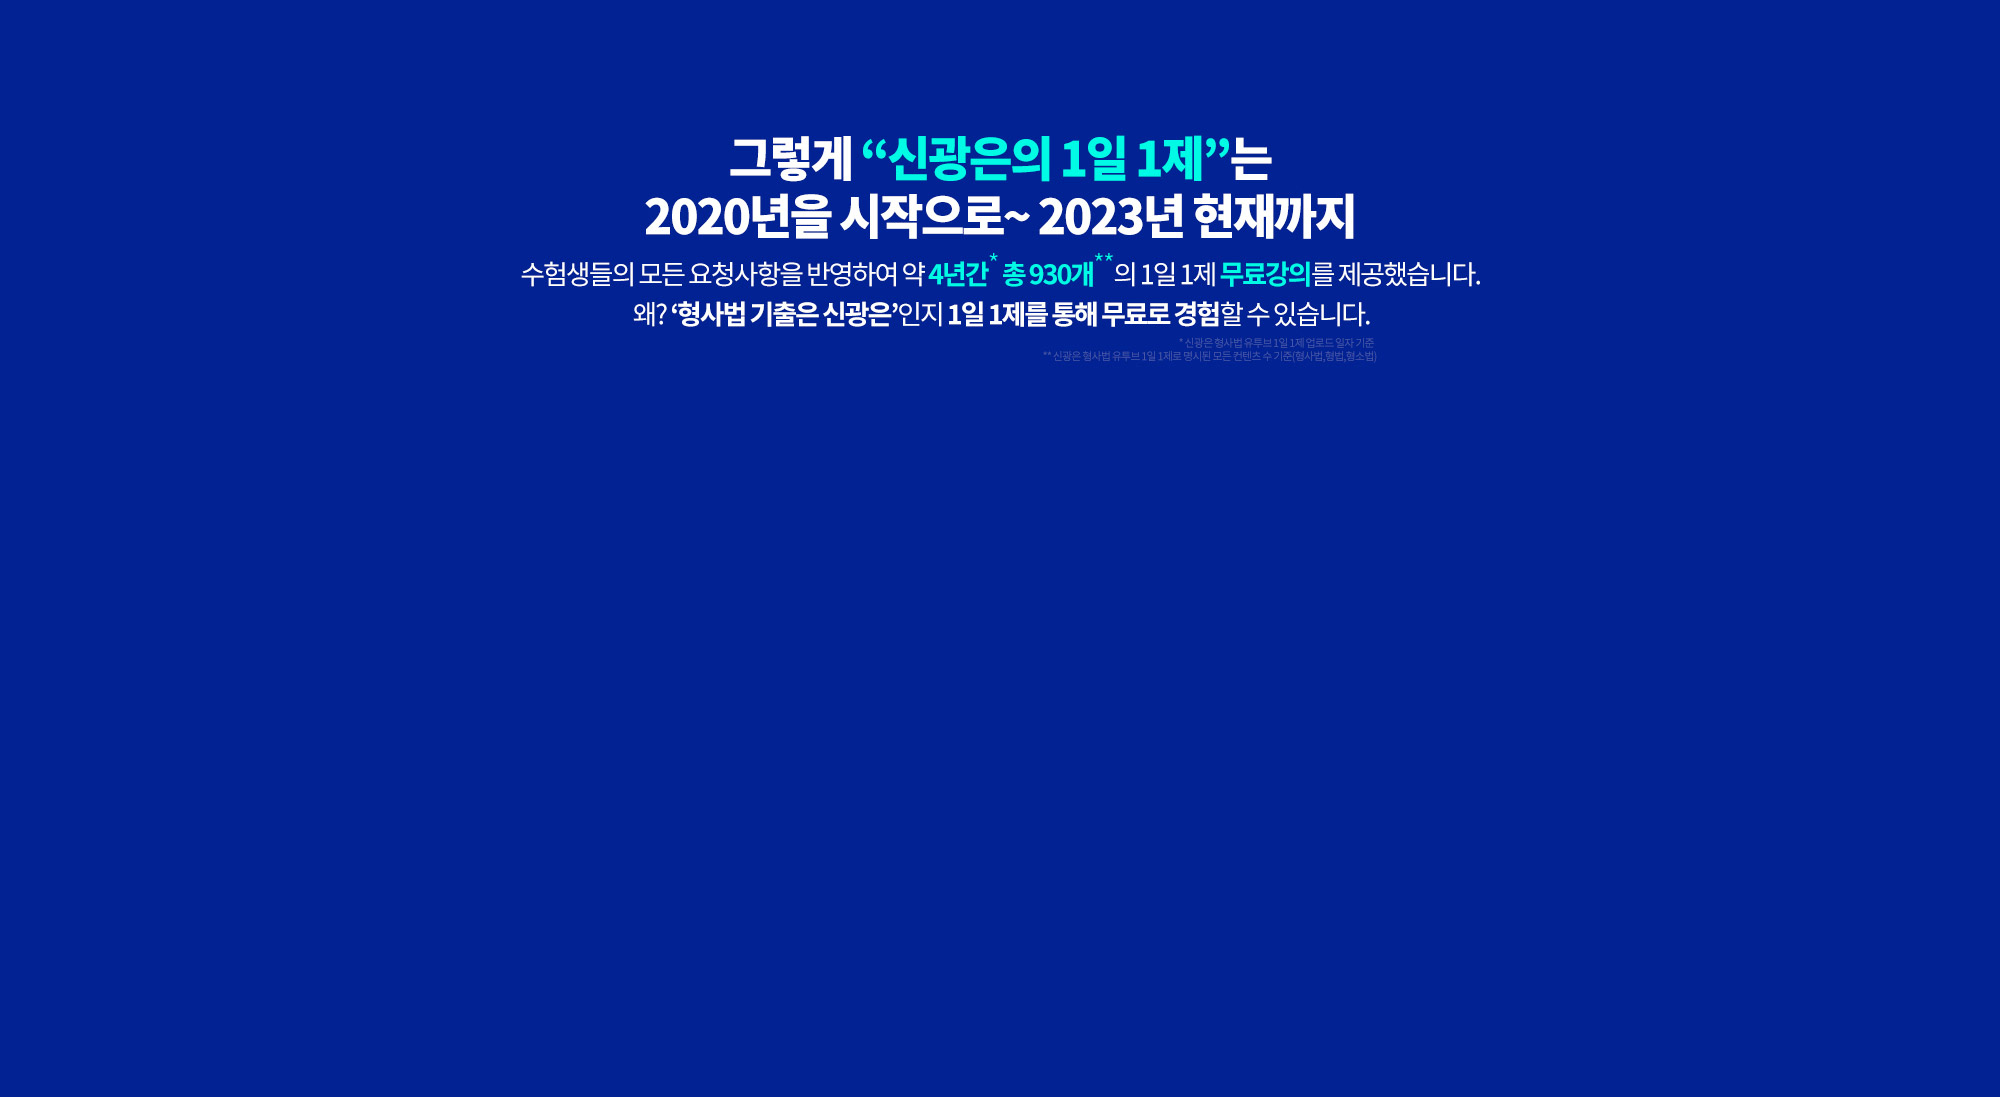 그렇게 “신광은의 1일 1제”는
2020년을 시작으로~ 2023년 현재까지
수험생들의 모든 요청사항을 반영하여 약 4년간* 총 930개**의 1일 1제 무료강의를 제공했습니다.
왜? ‘형사법 기출은 신광은’인지 1일 1제를 통해 무료로 경험할 수 있습니다.
* 신광은 형사법 유투브 1일 1제 업로드 일자 기준
** 신광은 형사법 유투브 1일 1제로 명시된 모든 컨텐츠 수 기준(형사법,형법,형소법)